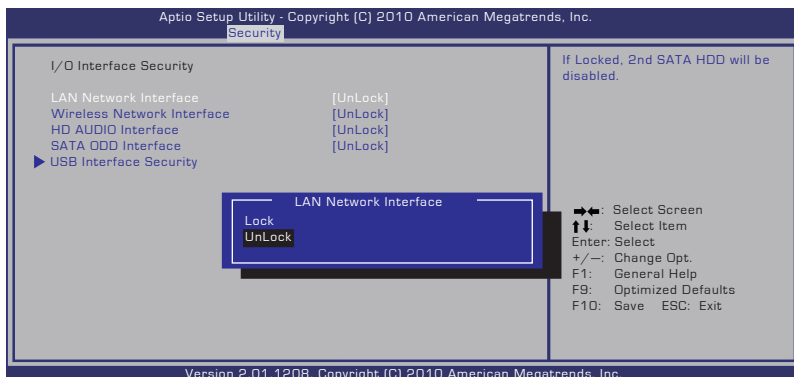 Aptio Setup Utility - Copyright (C) 2010 American Megatrends, Inc.
Security
I/O Interface Security
LAN Network Interface [UnLock]
Wireless Network Interface [UnLock]
HD AUDIO Interface [UnLock]
SATA ODD Interface [UnLock]
USB Interface Security
If Locked, 2nd SATA HDD will be
disabled.
LAN Network Interface
Lock
UnLock
→←: Select Screen
↑↓: Select Item
Enter: Select
+/—: Change Opt.
F1: General Help
F9: Optimized Defaults
F10: Save ESC: Exit
Version 2.01.1208. Copyright (C) 2010 American Megatrends, Inc.